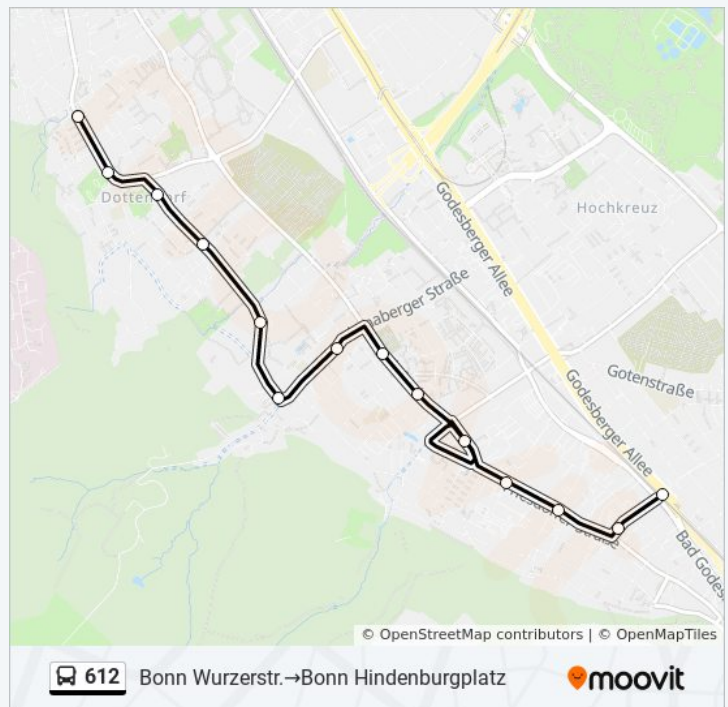 Dottendorf
Godesberger Allee
Hochkreuz
aberger Straße
Gotenstraße
Godesberger Allee
Straße
Bad Godes
© OpenStreetMap contributors | © OpenMapTiles
612 Bonn Wurzerstr.→Bonn Hindenburgplatz moovit